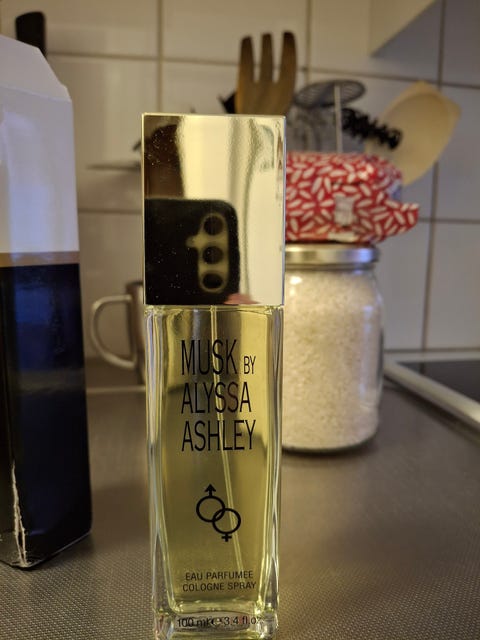 MUSK BY
ALYSSA
ASHLEY
EAU PARFUMEE
COLOGNE SPRAY
100 ml ℮ 3.4 fl.oz.